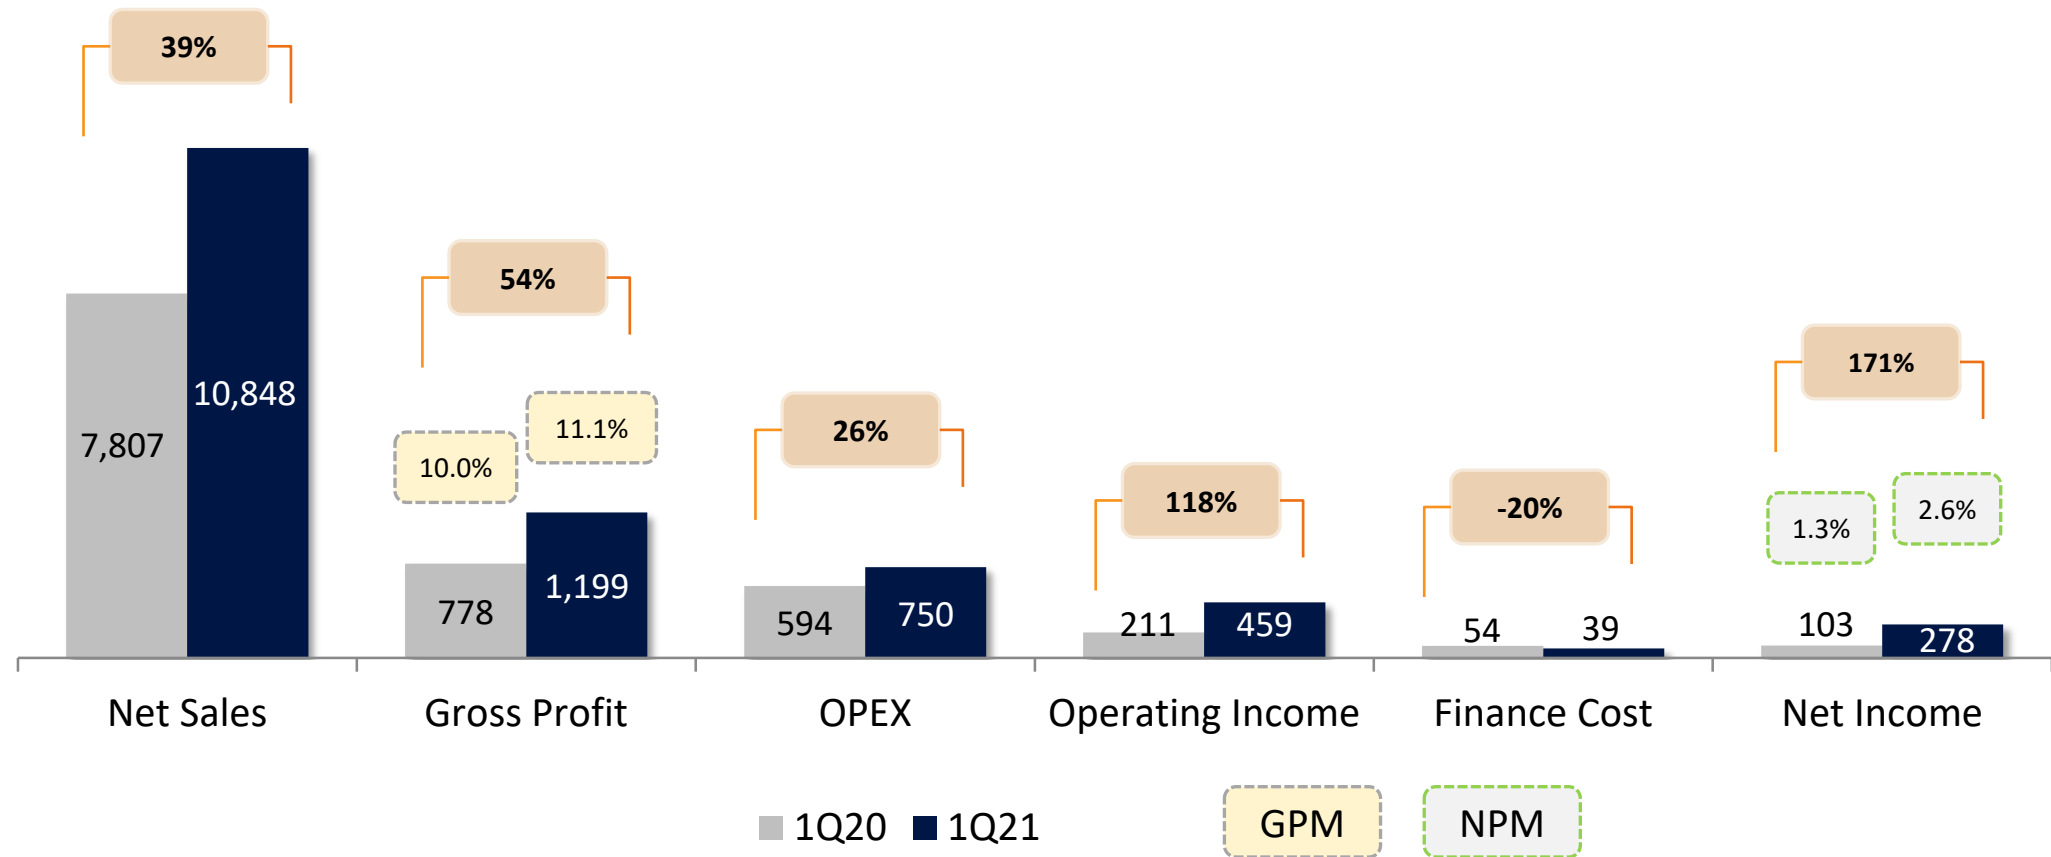 39%
7,807
10,848
54%
10.0%
11.1%
778
1,199
26%
594
750
118%
211
459
-20%
54
39
171%
1.3%
2.6%
103
278
Net Sales
Gross Profit
OPEX
Operating Income
Finance Cost
Net Income
1Q20
1Q21
GPM
NPM